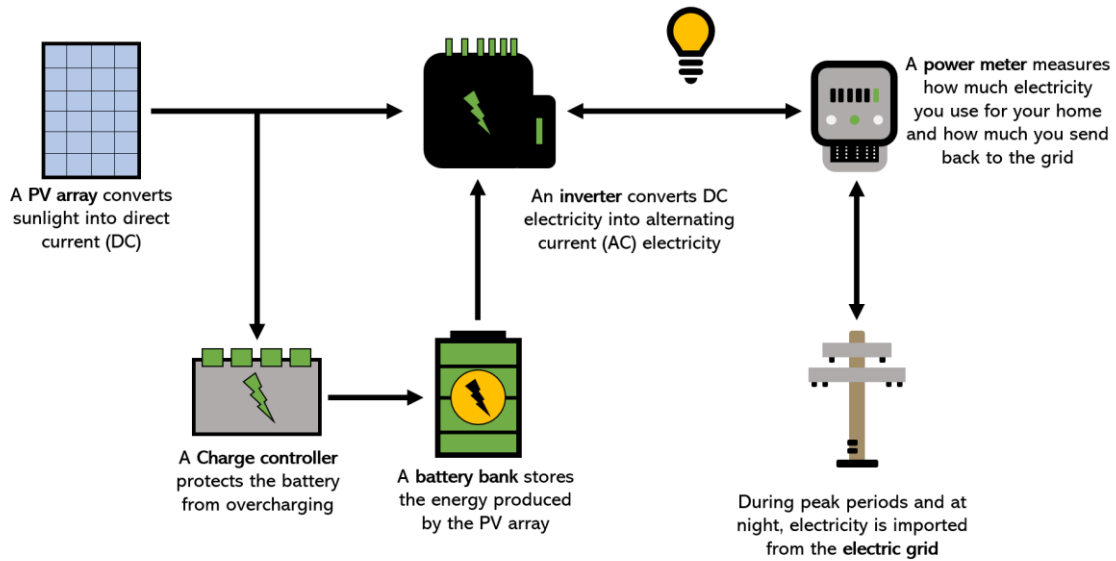 A PV array converts
sunlight into direct
current (DC)
An inverter converts DC
electricity into alternating
current (AC) electricity
A power meter measures
how much electricity
you use for your home
and how much you send
back to the grid
A Charge controller
protects the battery
from overcharging
A battery bank stores
the energy produced
by the PV array
During peak periods and at
night, electricity is imported
from the electric grid